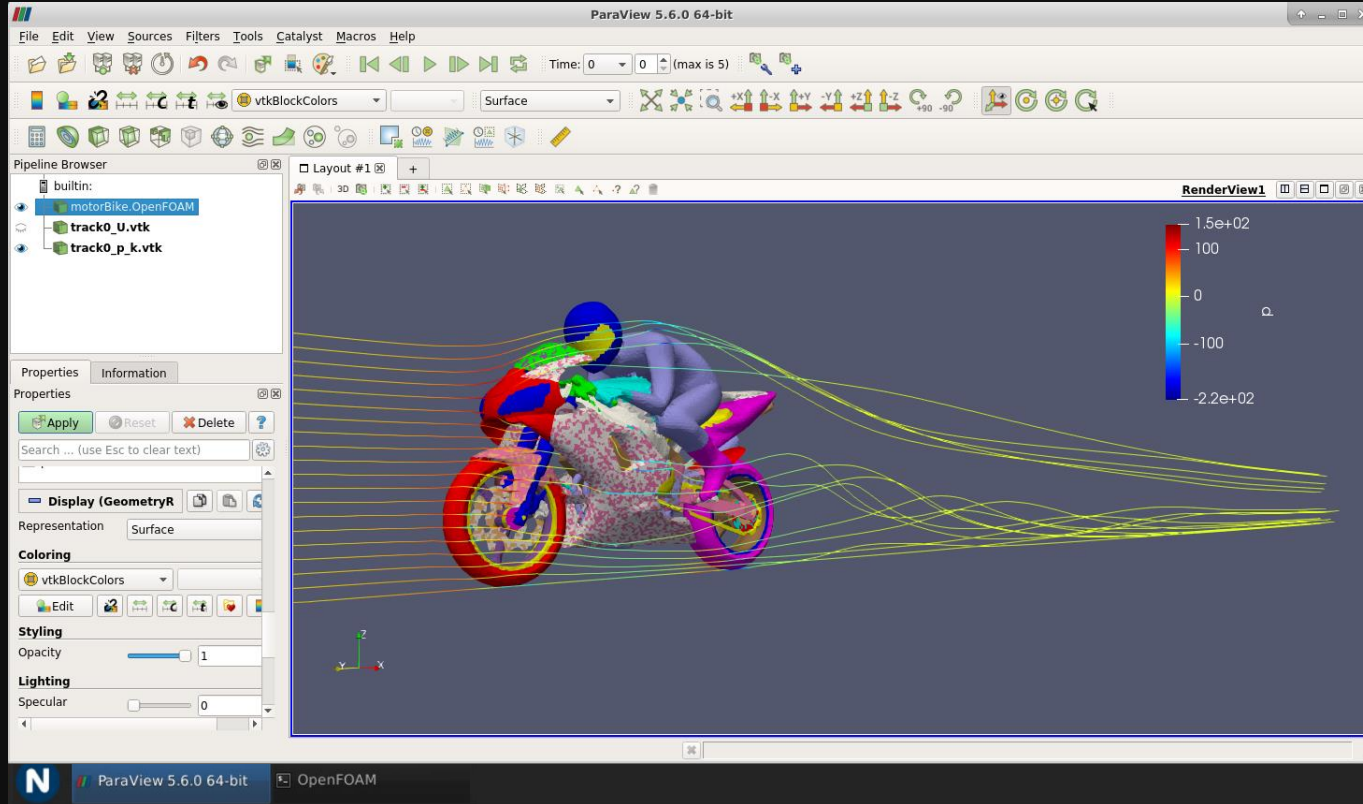 ParaView 5.6.0 64-bit
File Edit View Sources Filters Tools Catalyst Macros Help
Time: 0 0 (max is 5)
vtkBlockColors Surface +X -X +Y -Y +Z -Z +90 -90
Pipeline Browser
Layout #1 +
builtin:
3D
RenderView1
motorBike.OpenFOAM
track0_U.vtk
track0_p_k.vtk
1.5e+02
100
0
-100
-2.2e+02
p
Properties Information
Properties
Apply Reset Delete ?
Search ... (use Esc to clear text)
Display (GeometryR
Representation Surface
Coloring
vtkBlockColors
Edit
Styling
Opacity 1
Lighting
Specular 0
Z
Y X
N ParaView 5.6.0 64-bit OpenFOAM